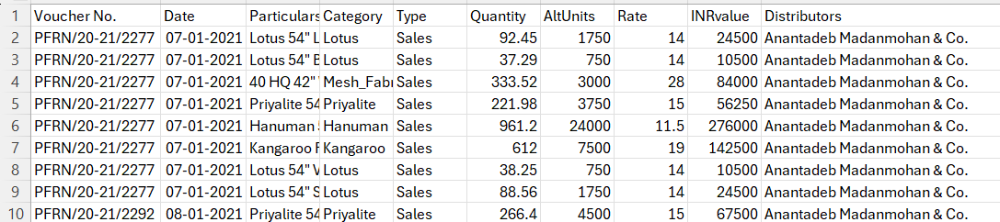 1 Voucher No. Date Particulars Category Type Quantity AltUnits Rate INRvalue Distributors
2 PFRN/20-21/2277 07-01-2021 Lotus 54" L Lotus Sales 92.45 1750 14 24500 Anantadeb Madanmohan & Co.
3 PFRN/20-21/2277 07-01-2021 Lotus 54" B Lotus Sales 37.29 750 14 10500 Anantadeb Madanmohan & Co.
4 PFRN/20-21/2277 07-01-2021 40 HQ 42" Mesh_Fab Sales 333.52 3000 28 84000 Anantadeb Madanmohan & Co.
5 PFRN/20-21/2277 07-01-2021 Priyalite 54 Priyalite Sales 221.98 3750 15 56250 Anantadeb Madanmohan & Co.
6 PFRN/20-21/2277 07-01-2021 Hanuman Hanuman Sales 961.2 24000 11.5 276000 Anantadeb Madanmohan & Co.
7 PFRN/20-21/2277 07-01-2021 Kangaroo F Kangaroo Sales 612 7500 19 142500 Anantadeb Madanmohan & Co.
8 PFRN/20-21/2277 07-01-2021 Lotus 54" V Lotus Sales 38.25 750 14 10500 Anantadeb Madanmohan & Co.
9 PFRN/20-21/2277 07-01-2021 Lotus 54" S Lotus Sales 88.56 1750 14 24500 Anantadeb Madanmohan & Co.
10 PFRN/20-21/2292 08-01-2021 Priyalite 54 Priyalite Sales 266.4 4500 15 67500 Anantadeb Madanmohan & Co.